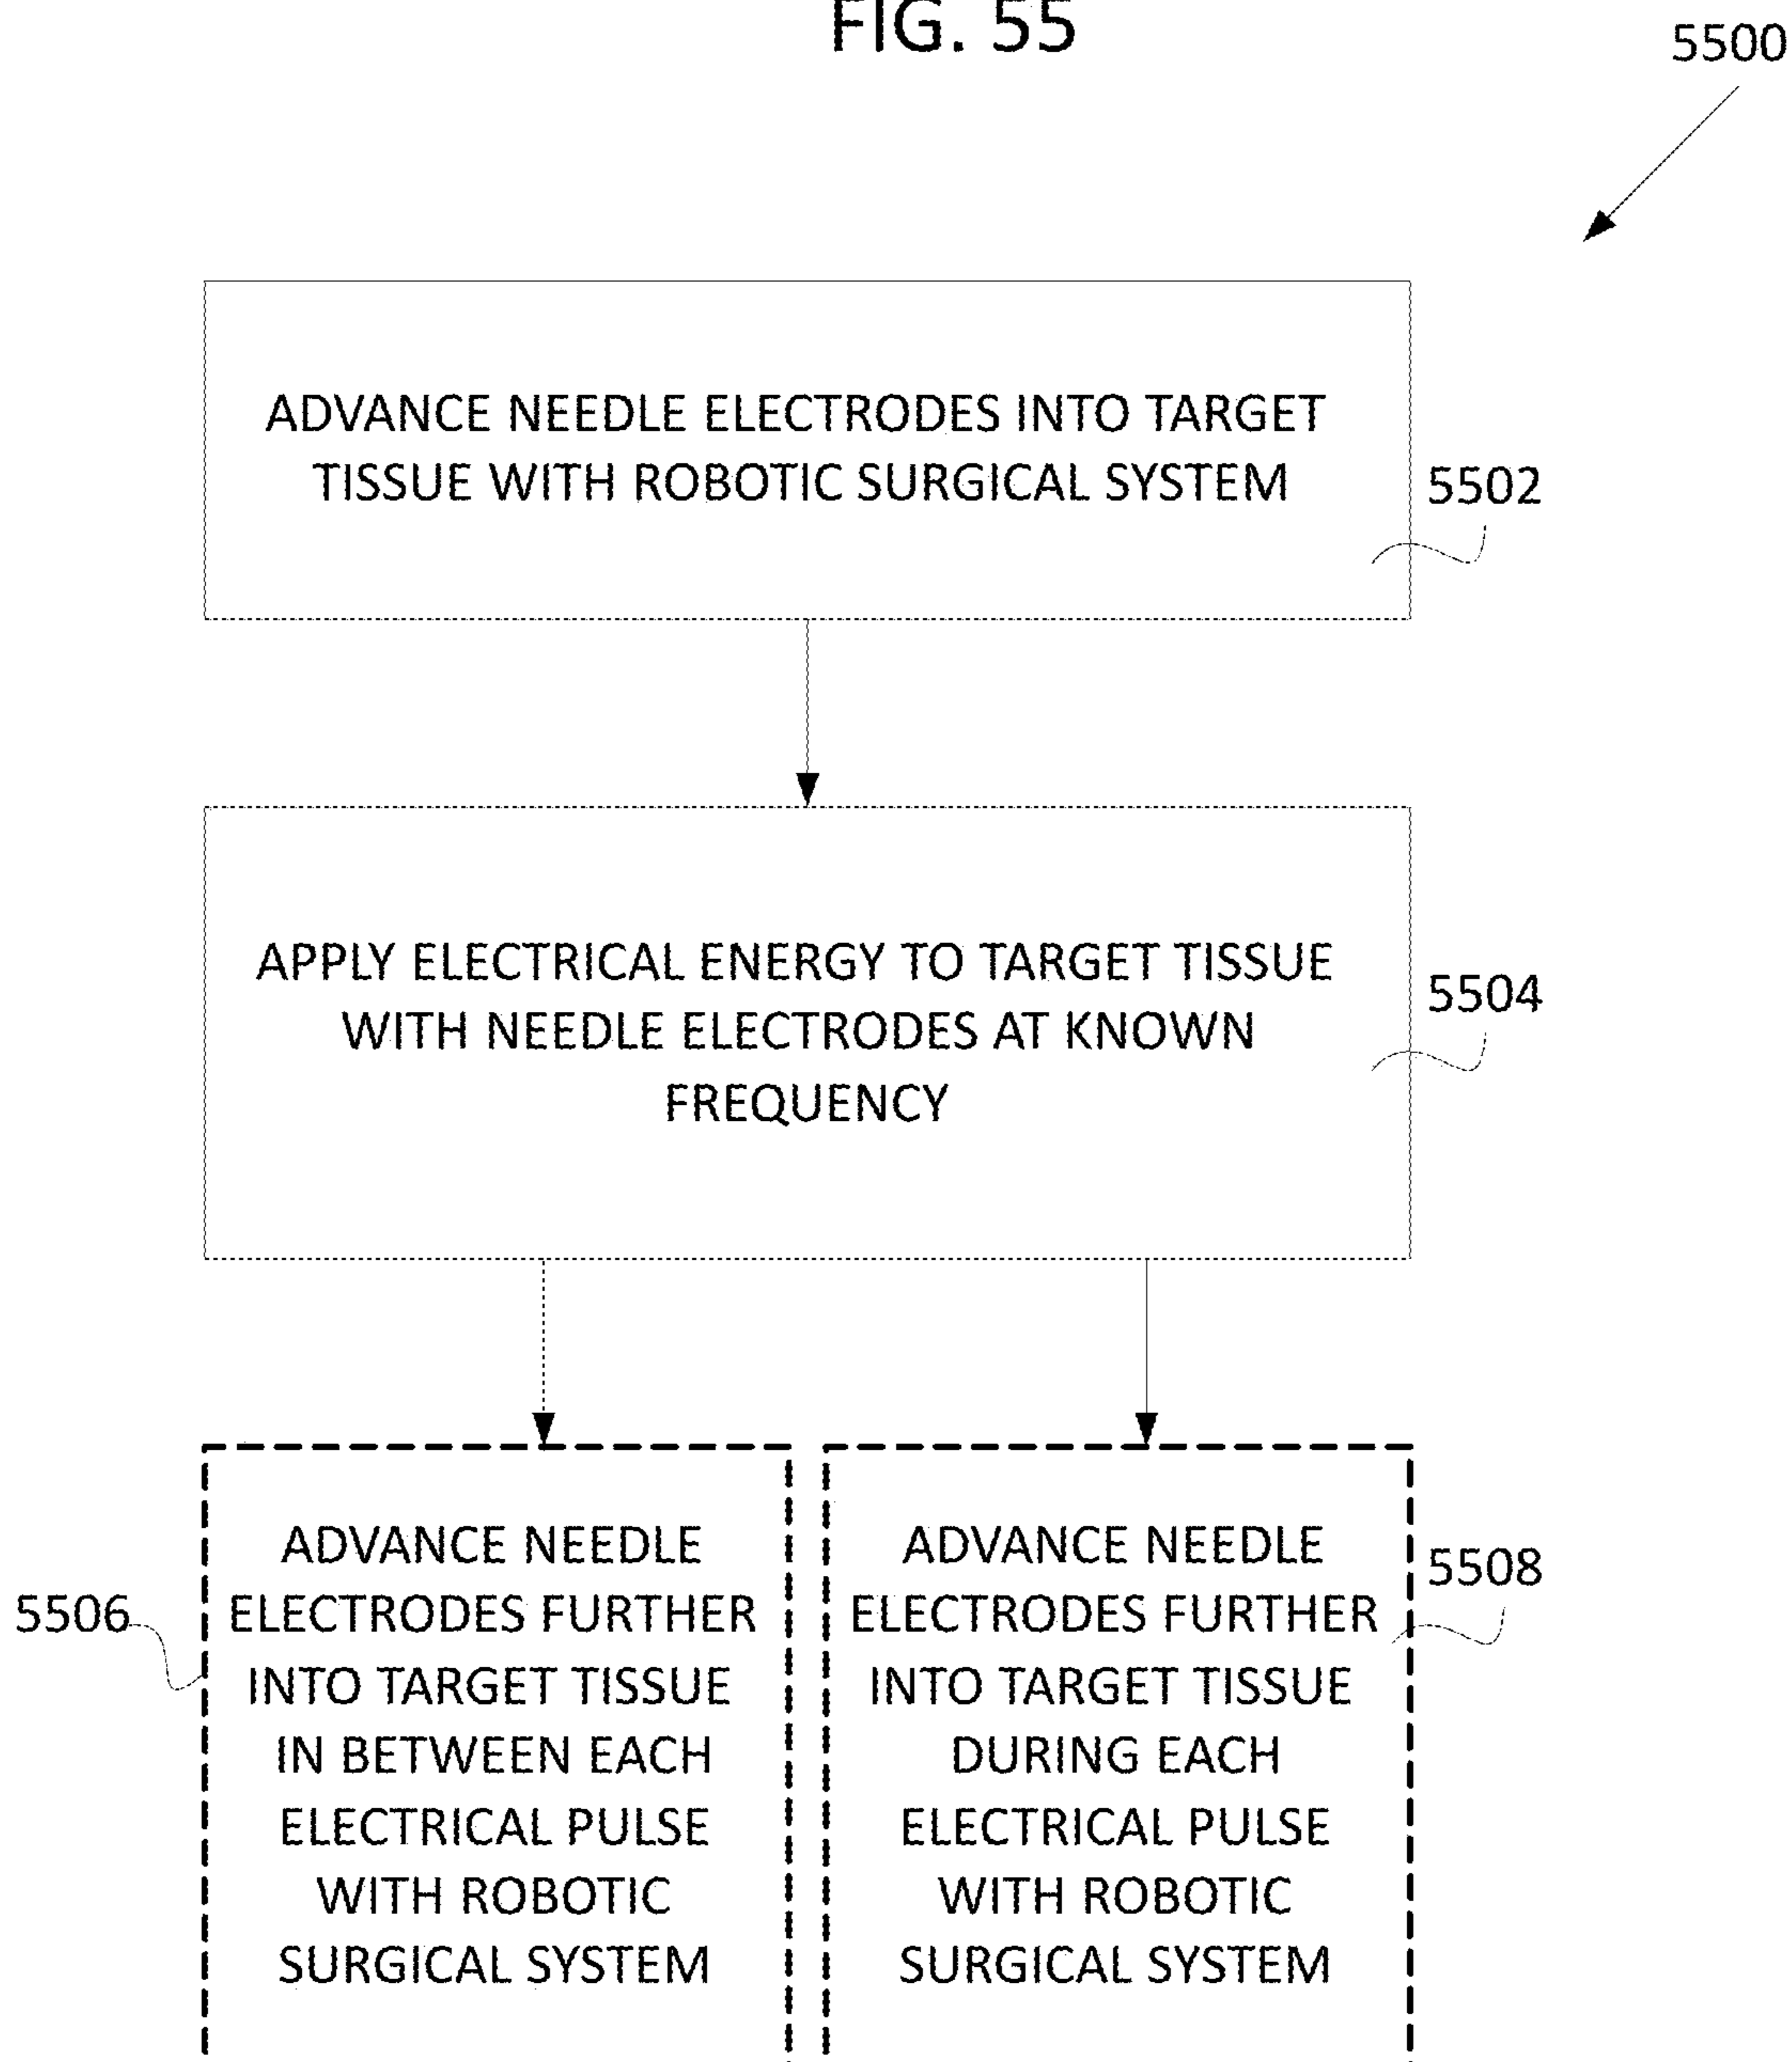 FIG. 55
5500
ADVANCE NEEDLE ELECTRODES INTO TARGET
TISSUE WITH ROBOTIC SURGICAL SYSTEM
5502
APPLY ELECTRICAL ENERGY TO TARGET TISSUE
WITH NEEDLE ELECTRODES AT KNOWN
FREQUENCY
5504
5506
ADVANCE NEEDLE
ELECTRODES FURTHER
INTO TARGET TISSUE
IN BETWEEN EACH
ELECTRICAL PULSE
WITH ROBOTIC
SURGICAL SYSTEM
ADVANCE NEEDLE
ELECTRODES FURTHER
INTO TARGET TISSUE
DURING EACH
ELECTRICAL PULSE
WITH ROBOTIC
SURGICAL SYSTEM
5508